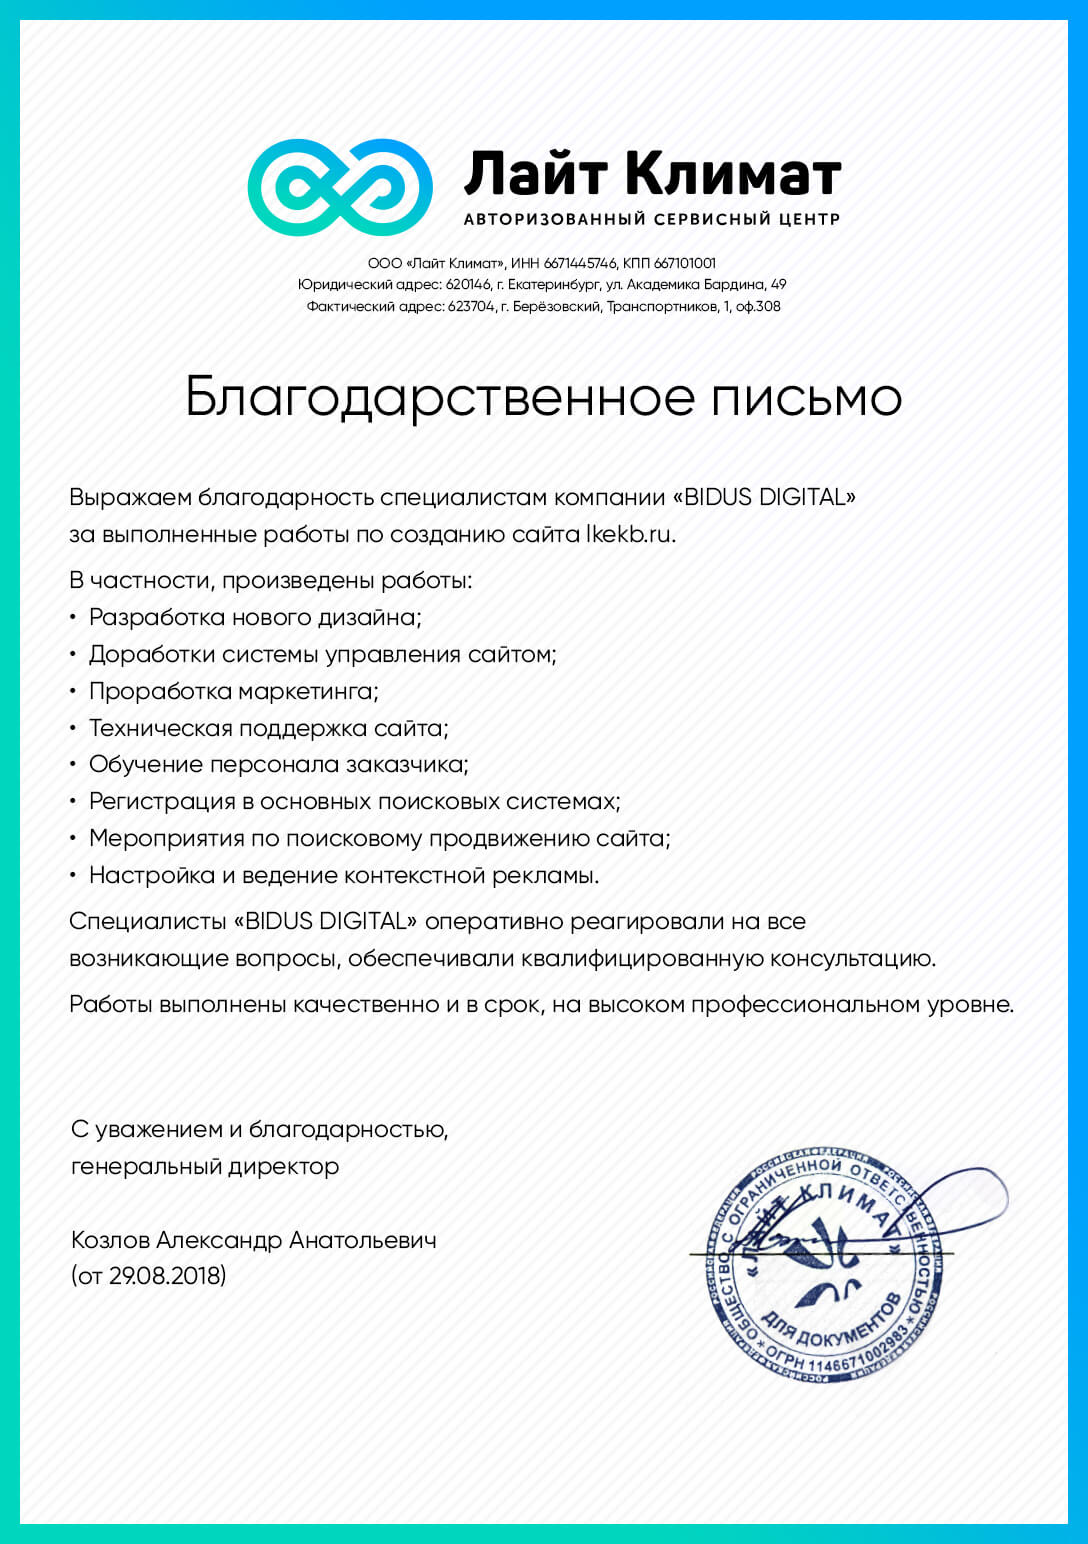 Лайт Климат
АВТОРИЗОВАННЫЙ СЕРВИСНЫЙ ЦЕНТР
ООО «Лайт Климат», ИНН 6671445746, КПП 667101001
Юридический адрес: 620146, г. Екатеринбург, ул. Академика Бардина, 49
Фактический адрес: 623704, г. Берёзовский, Транспортников, 1, оф.308
Благодарственное письмо
Выражаем благодарность специалистам компании «BIDUS DIGITAL»
за выполненные работы по созданию сайта lkekb.ru.
В частности, произведены работы:
• Разработка нового дизайна;
• Доработки системы управления сайтом;
• Проработка маркетинга;
• Техническая поддержка сайта;
• Обучение персонала заказчика;
• Регистрация в основных поисковых системах;
• Мероприятия по поисковому продвижению сайта;
• Настройка и ведение контекстной рекламы.
Специалисты «BIDUS DIGITAL» оперативно реагировали на все
возникающие вопросы, обеспечивали квалифицированную консультацию.
Работы выполнены качественно и в срок, на высоком профессиональном уровне.
С уважением и благодарностью,
генеральный директор
Козлов Александр Анатольевич
(от 29.08.2018)
РОССИЙСКАЯ ФЕДЕРАЦИЯ
ОБЩЕСТВО С ОГРАНИЧЕННОЙ ОТВЕТСТВЕННОСТЬЮ
* ОГРН 1146671002983 *
«ЛАЙТ КЛИМАТ»
ДЛЯ ДОКУМЕНТОВ